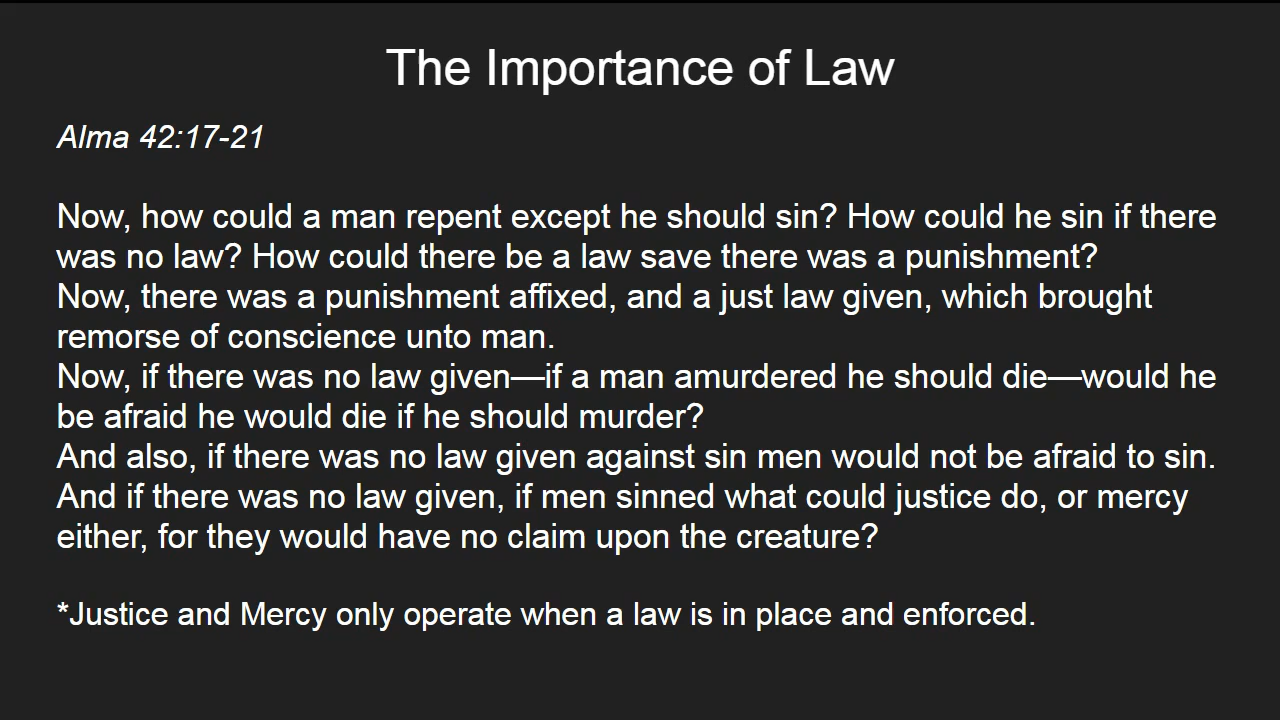 The Importance of Law
Alma 42:17-21
Now, how could a man repent except he should sin? How could he sin if there
was no law? How could there be a law save there was a punishment?
Now, there was a punishment affixed, and a just law given, which brought
remorse of conscience unto man.
Now, if there was no law given—if a man amurdered he should die—would he
be afraid he would die if he should murder?
And also, if there was no law given against sin men would not be afraid to sin.
And if there was no law given, if men sinned what could justice do, or mercy
either, for they would have no claim upon the creature?
*Justice and Mercy only operate when a law is in place and enforced.